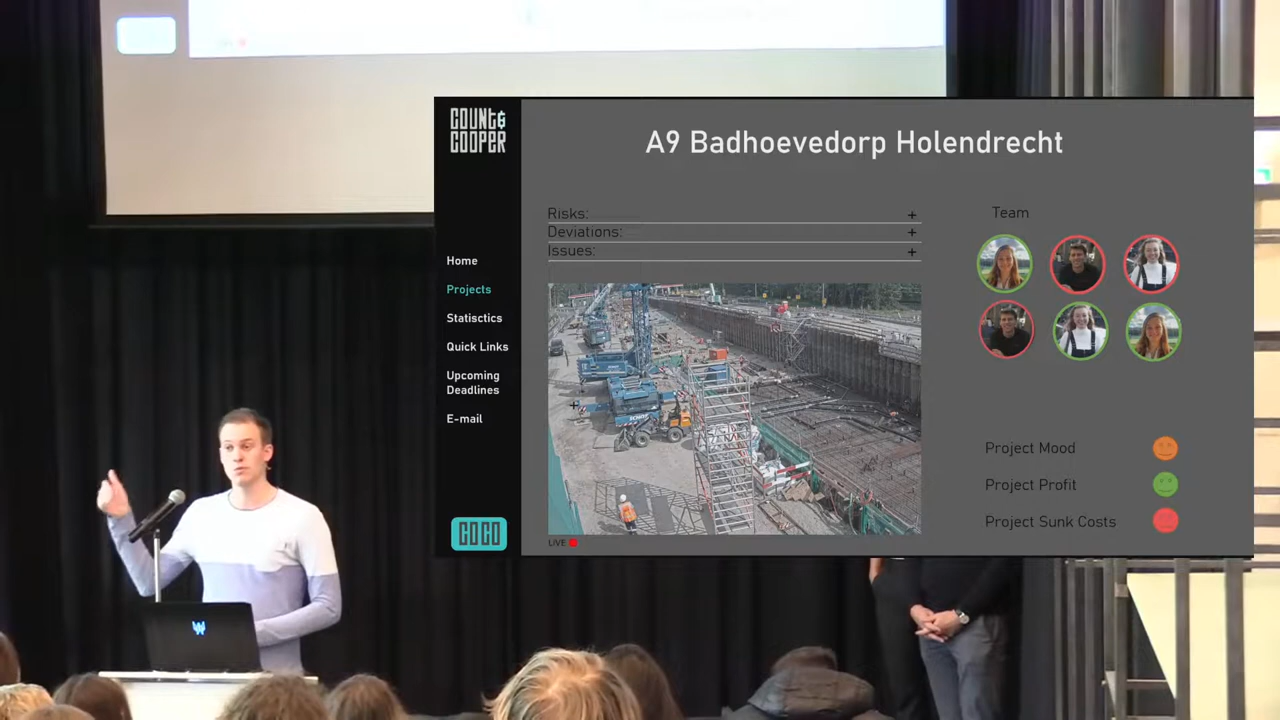 COUNT&
COOPER
A9 Badhoevedorp Holendrecht
Risks: +
Deviations: +
Issues: +
Team
Home
Projects
Statisctics
Quick Links
Upcoming
Deadlines
E-mail
Project Mood
Project Profit
Project Sunk Costs
COCO
LIVE